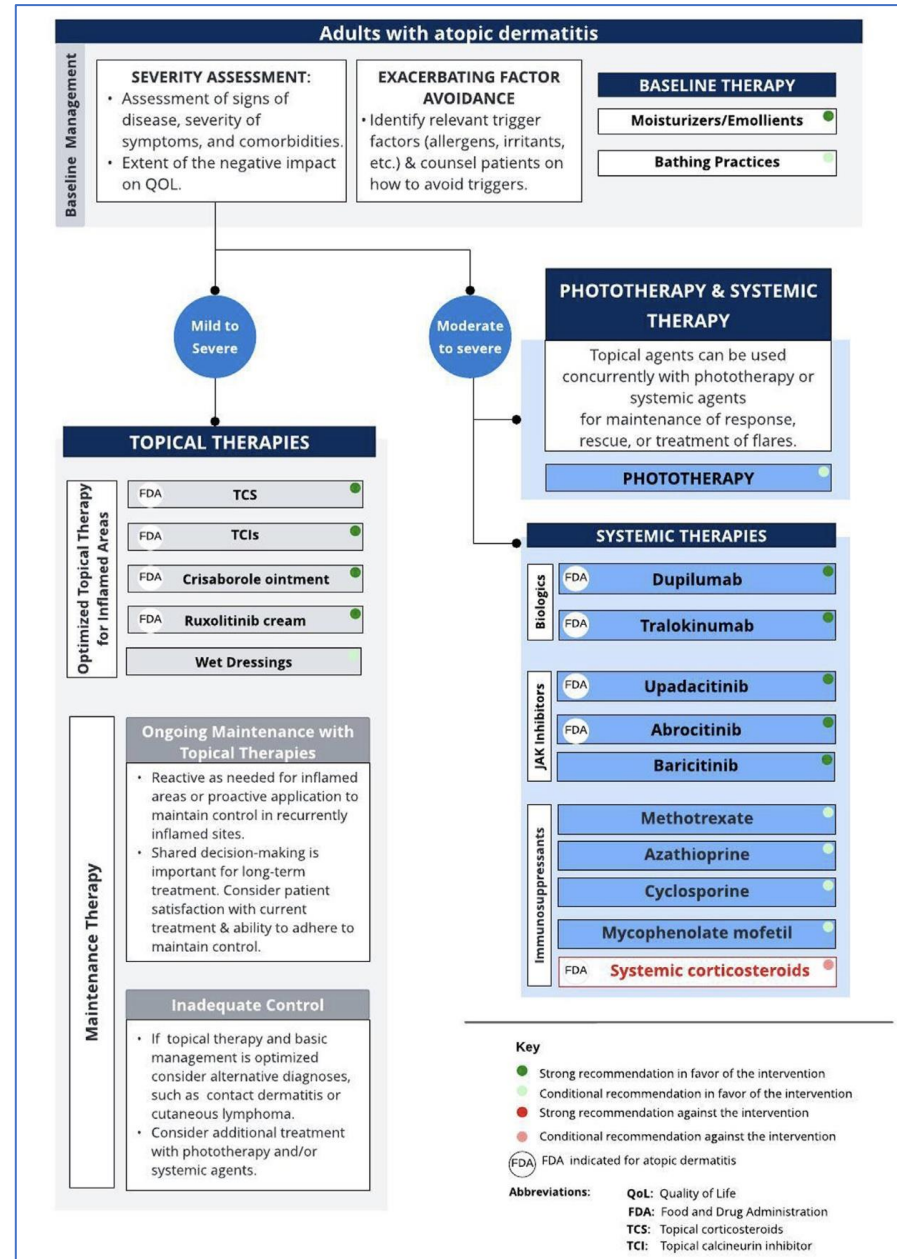 Adults with atopic dermatitis
Baseline Management
SEVERITY ASSESSMENT:
• Assessment of signs of
disease, severity of
symptoms, and comorbidities.
• Extent of the negative impact
on QOL.
EXACERBATING FACTOR
AVOIDANCE
• Identify relevant trigger
factors (allergens, irritants,
etc.) & counsel patients on
how to avoid triggers.
BASELINE THERAPY
Moisturizers/Emollients
Bathing Practices
Mild to
Severe
Moderate
to severe
TOPICAL THERAPIES
Optimized Topical Therapy
for Inflamed Areas
FDA TCS
FDA TCIs
FDA Crisaborole ointment
FDA Ruxolitinib cream
Wet Dressings
Maintenance Therapy
Ongoing Maintenance with
Topical Therapies
• Reactive as needed for inflamed
areas or proactive application to
maintain control in recurrently
inflamed sites.
• Shared decision-making is
important for long-term
treatment. Consider patient
satisfaction with current
treatment & ability to adhere to
maintain control.
Inadequate Control
• If topical therapy and basic
management is optimized
consider alternative diagnoses,
such as contact dermatitis or
cutaneous lymphoma.
• Consider additional treatment
with phototherapy and/or
systemic agents.
PHOTOTHERAPY & SYSTEMIC
THERAPY
Topical agents can be used
concurrently with phototherapy or
systemic agents
for maintenance of response,
rescue, or treatment of flares.
PHOTOTHERAPY
SYSTEMIC THERAPIES
Biologics
FDA Dupilumab
FDA Tralokinumab
JAK Inhibitors
FDA Upadacitinib
FDA Abrocitinib
Baricitinib
Immunosuppressants
Methotrexate
Azathioprine
Cyclosporine
Mycophenolate mofetil
FDA Systemic corticosteroids
Key
Strong recommendation in favor of the intervention
Conditional recommendation in favor of the intervention
Strong recommendation against the intervention
Conditional recommendation against the intervention
FDA FDA indicated for atopic dermatitis
Abbreviations: QoL: Quality of Life
FDA: Food and Drug Administration
TCS: Topical corticosteroids
TCI: Topical calcineurin inhibitor